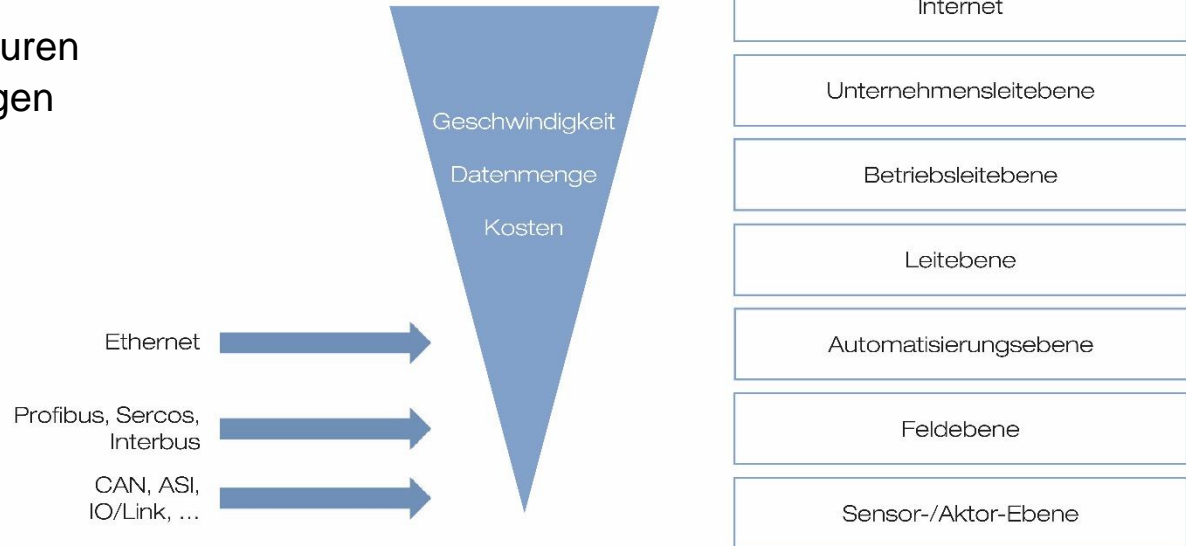 uren
gen
Geschwindigkeit
Datenmenge
Kosten
Ethernet
Profibus, Sercos,
Interbus
CAN, ASI,
IO/Link, ...
Internet
Unternehmensleitebene
Betriebsleitebene
Leitebene
Automatisierungsebene
Feldebene
Sensor-/Aktor-Ebene